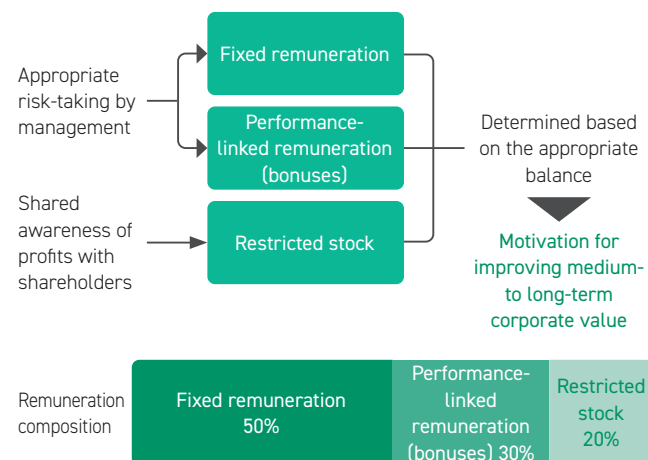 Appropriate
risk-taking by
management
Fixed remuneration
Performance-
linked remuneration
(bonuses)
Shared
awareness of
profits with
shareholders
Restricted stock
Determined based
on the appropriate
balance
Motivation for
improving medium-
to long-term
corporate value
Remuneration
composition
Fixed remuneration
50%
Performance-
linked
remuneration
(bonuses) 30%
Restricted
stock
20%